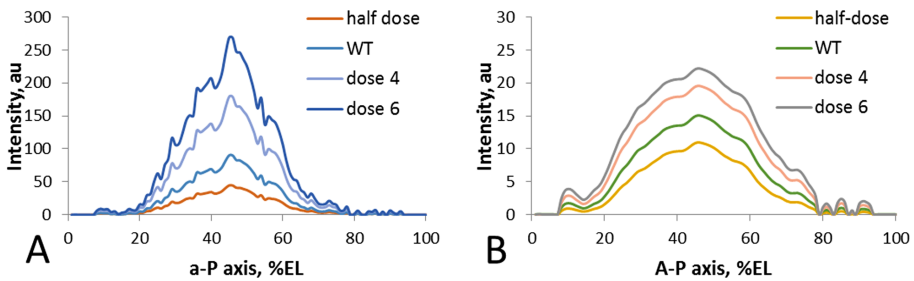 300
250
200
150
100
50
0
Intensity, au
half dose
WT
dose 4
dose 6
0 20 40 60 80 100
a-P axis, %EL
A
30
25
20
15
10
5
0
Intensity, au
half-dose
WT
dose 4
dose 6
0 20 40 60 80 100
A-P axis, %EL
B